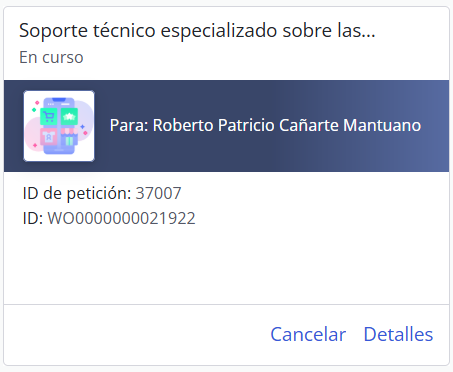 Soporte técnico especializado sobre las...
En curso
Para: Roberto Patricio Cañarte Mantuano
ID de petición: 37007
ID: WO0000000021922
Cancelar Detalles